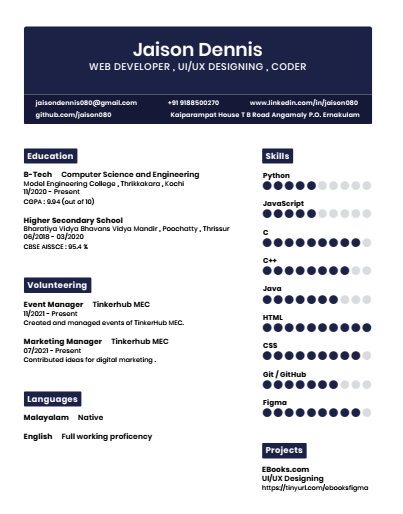 Jaison Dennis
WEB DEVELOPER , UI/UX DESIGNING , CODER
jaisondennis080@gmail.com
+91 9188500270
www.linkedin.com/in/jaison080
github.com/jaison080
Kaiparampat House T B Road Angamaly P.O. Ernakulam
Education
B-Tech Computer Science and Engineering
Model Engineering College , Thrikkakara , Kochi
11/2020 - Present
CGPA : 9.94 (out of 10)
Higher Secondary School
Bharatiya Vidya Bhavans Vidya Mandir , Poochatty , Thrissur
06/2018 - 03/2020
CBSE AISSCE : 95.4 %
Volunteering
Event Manager Tinkerhub MEC
11/2021 - Present
Created and managed events of TinkerHub MEC.
Marketing Manager Tinkerhub MEC
07/2021 - Present
Contributed ideas for digital marketing .
Languages
Malayalam Native
English Full working proficency
Skills
Python
JavaScript
C
C++
Java
HTML
CSS
Git / GitHub
Figma
Projects
EBooks.com
UI/UX Designing
https://tinyurl.com/ebooksfigma